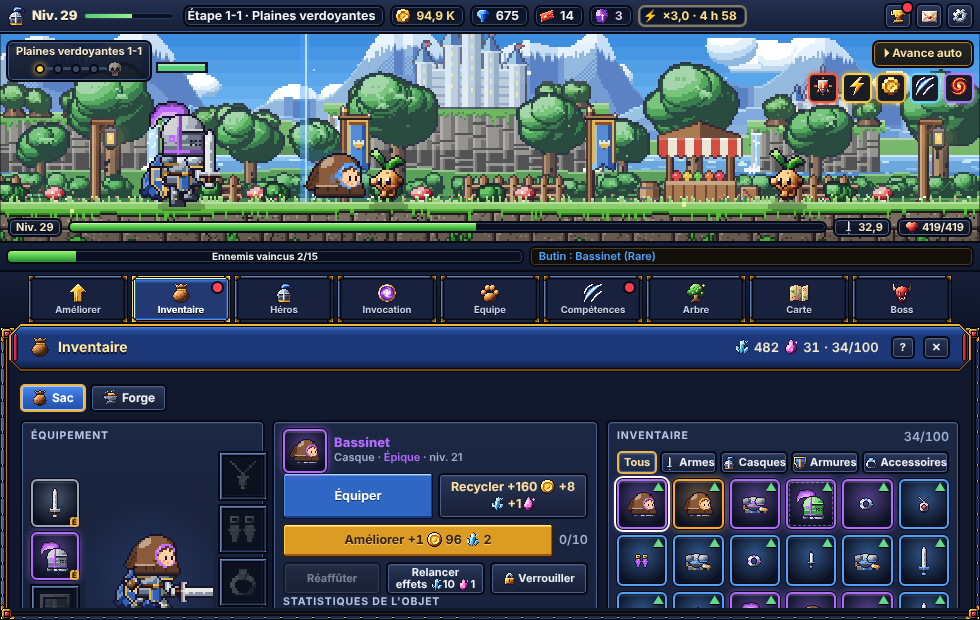 Niv. 29
Étape 1-1 · Plaines verdoyantes
94,9 K
675
14
3
×3,0 · 4 h 58
Plaines verdoyantes 1-1
Avance auto
Niv. 29
32,9
419/419
Ennemis vaincus 2/15
Butin : Bassinet (Rare)
Améliorer
Inventaire
Héros
Invocation
Equipe
Compétences
Arbre
Carte
Boss
Inventaire
482
31 · 34/100
?
×
Sac
Forge
ÉQUIPEMENT
E
E
Bassinet
Casque · Épique · niv. 21
Équiper
Recycler +160 +8
+1
Améliorer +1 96 2
0/10
Réaffûter
Relancer
effets 10 1
Verrouiller
STATISTIQUES DE L'OBJET
INVENTAIRE
34/100
Tous
Armes
Casques
Armures
Accessoires